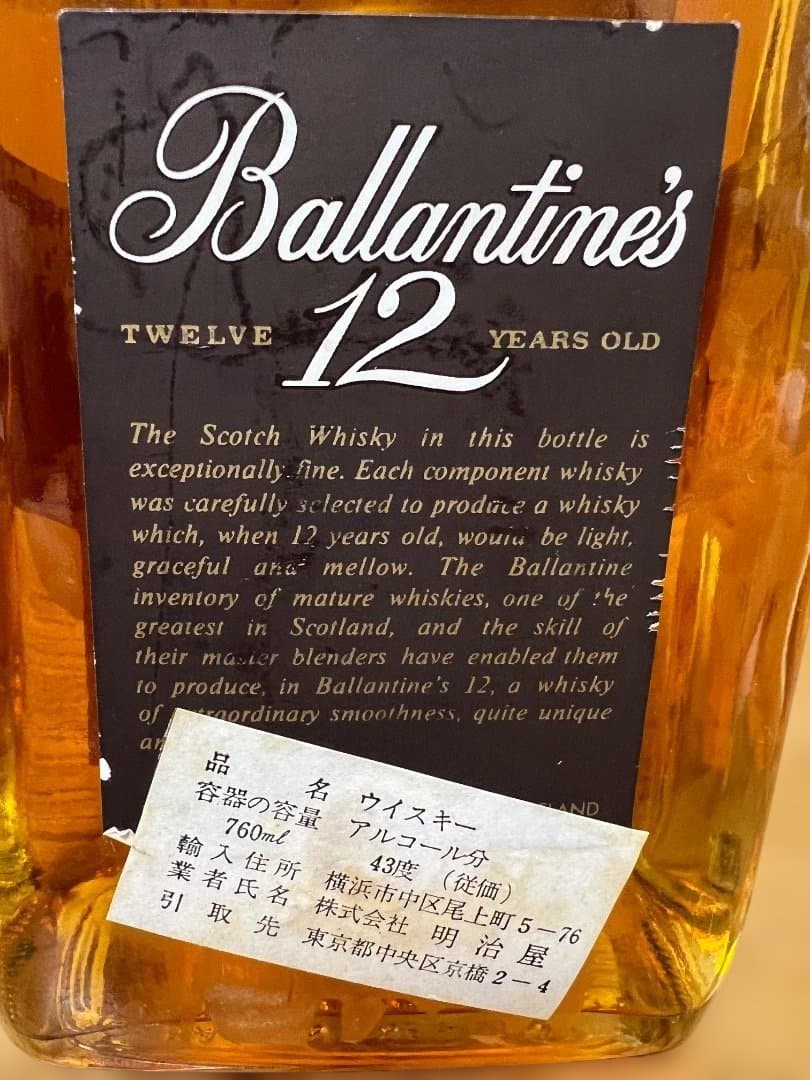 Ballantine's
TWELVE 12 YEARS OLD
The Scotch Whisky in this bottle is
exceptionally fine. Each component whisky
was carefully selected to produce a whisky
which, when 12 years old, would be light,
graceful and mellow. The Ballantine
inventory of mature whiskies, one of the
greatest in Scotland, and the skill of
their master blenders have enabled them
to produce, in Ballantine's 12, a whisky
of smoothness, quite unique
品名 ウイスキー
容器の容量 アルコール分
760ml 43度 (従価)
輸入住所 横浜市中区尾上町5-76
業者氏名 株式会社 明治屋
引取先 東京都中央区京橋2-4